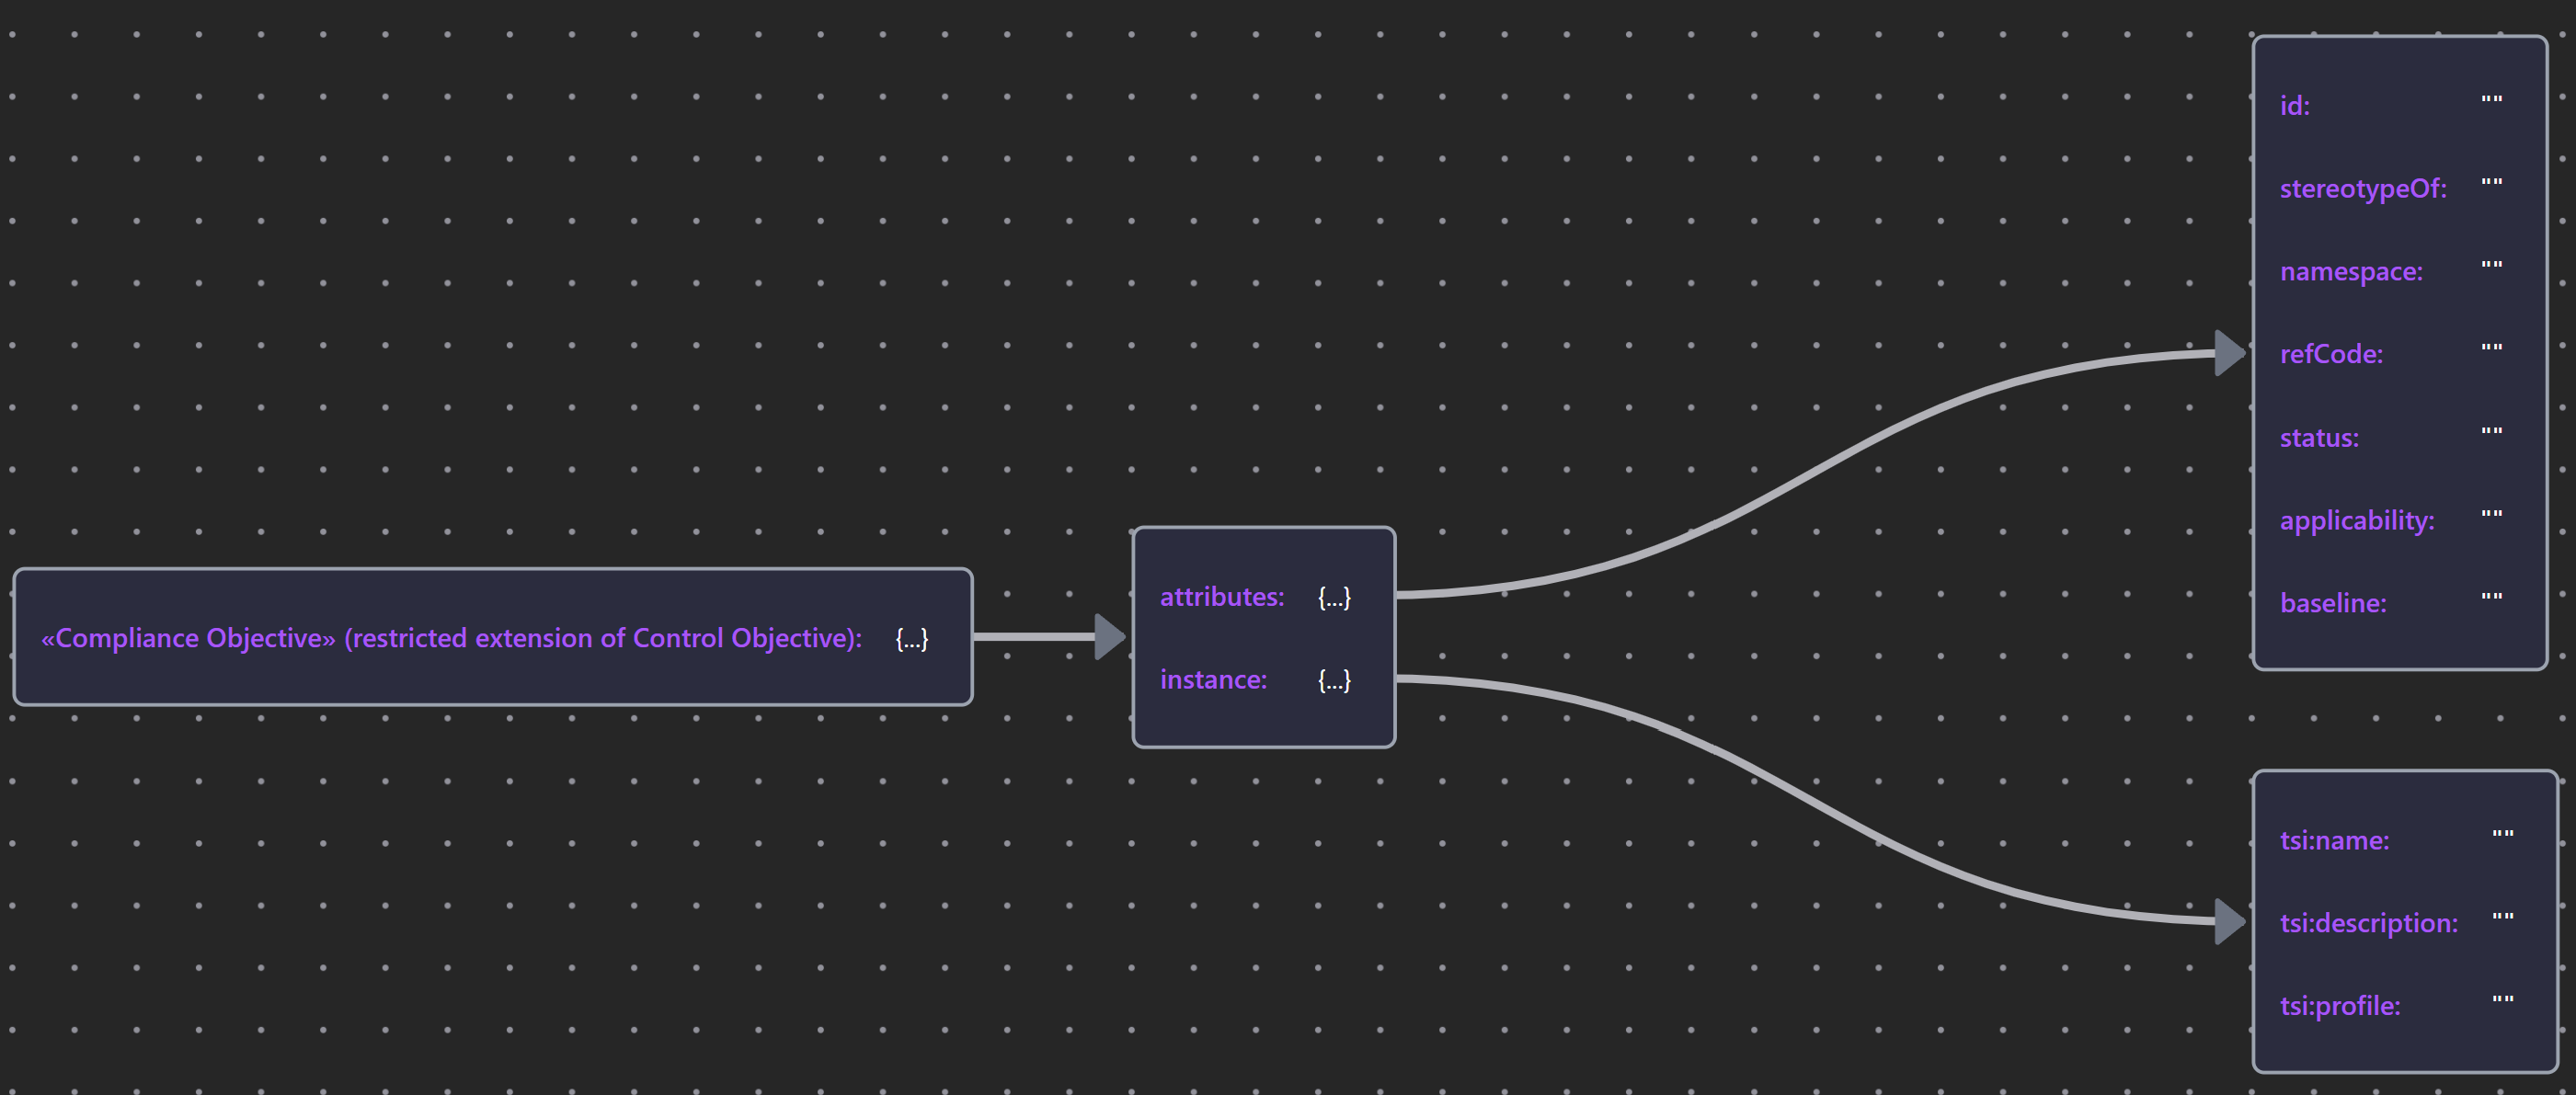 «Compliance Objective» (restricted extension of Control Objective): {...}
attributes: {...}
instance: {...}
id: ""
stereotypeOf: ""
namespace: ""
refCode: ""
status: ""
applicability: ""
baseline: ""
tsi:name: ""
tsi:description: ""
tsi:profile: ""